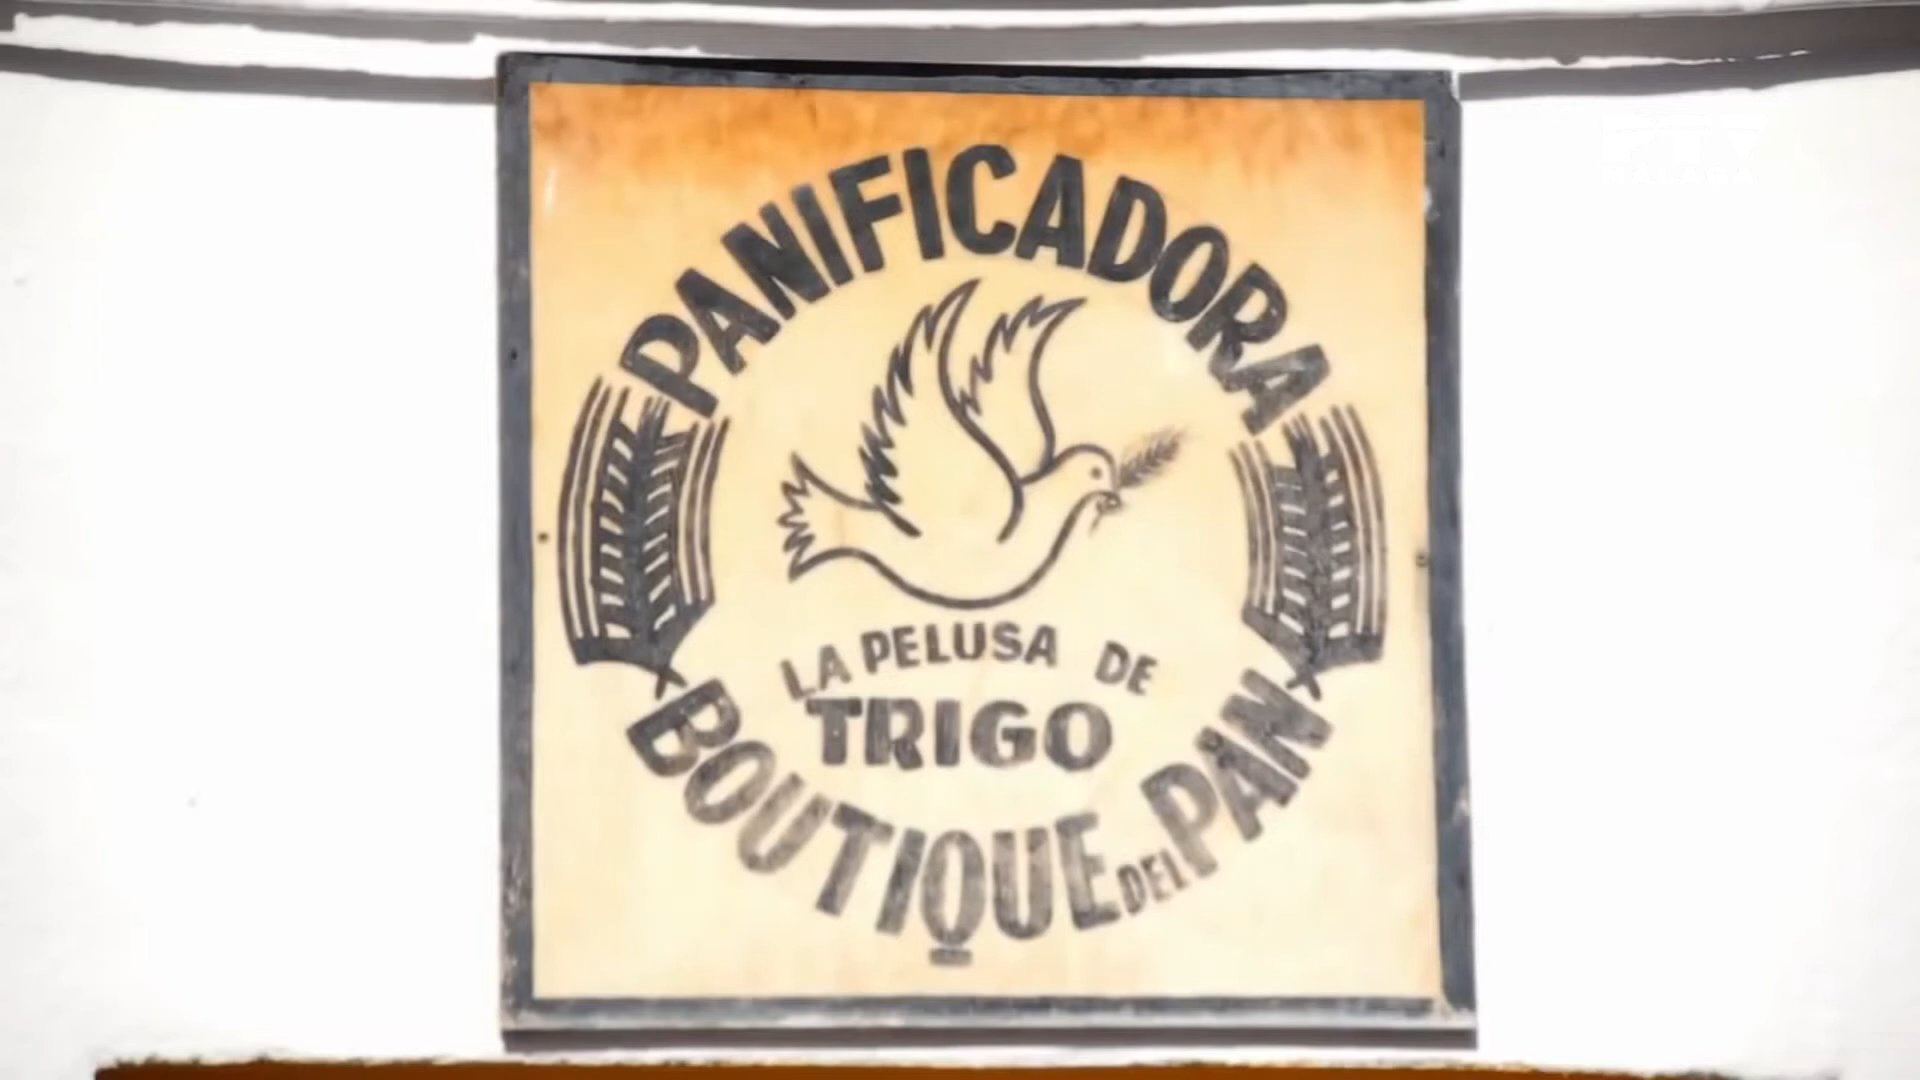 PANIFICADORA
LA PELUSA DE
TRIGO
BOUTIQUE DEL PAN